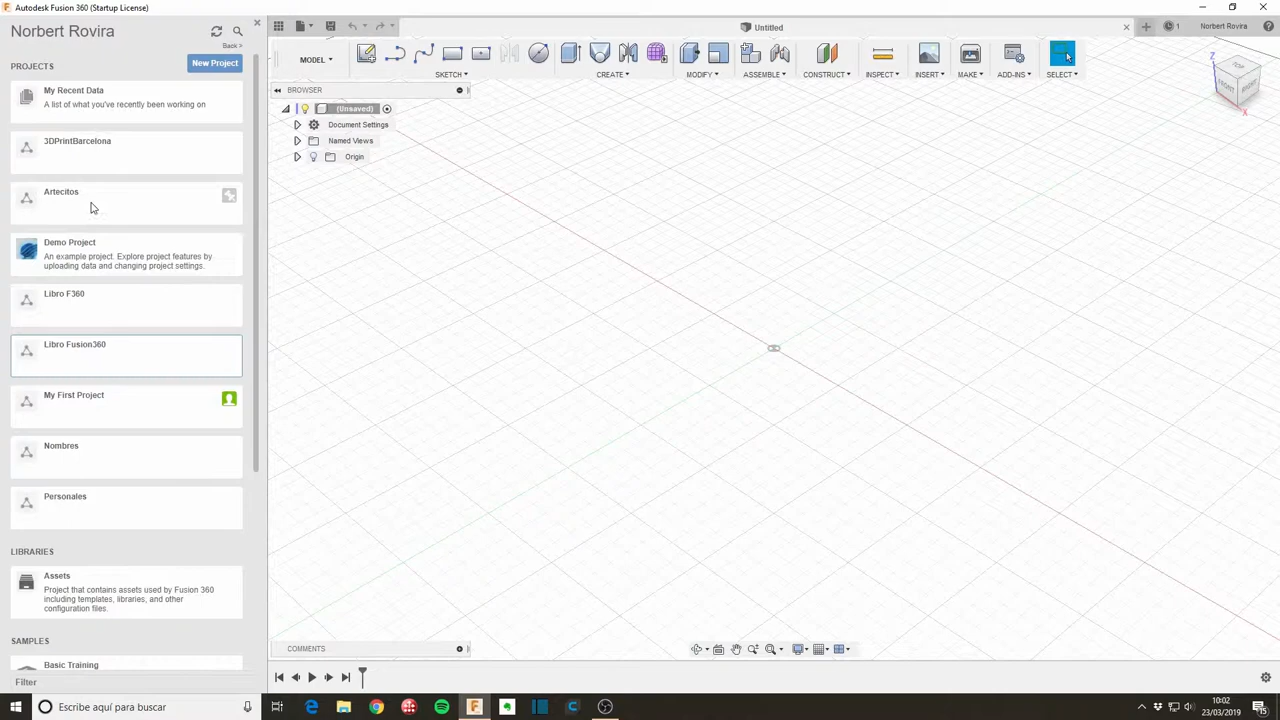 Autodesk Fusion 360 (Startup License)
Norbert Rovira
Back >
PROJECTS
New Project
My Recent Data
A list of what you've recently been working on
3DPrintBarcelona
Artecitos
Demo Project
An example project. Explore project features by
uploading data and changing project settings.
Libro F360
Libro Fusion360
My First Project
Nombres
Personales
LIBRARIES
Assets
Project that contains assets used by Fusion 360
including templates, libraries, and other
configuration files.
SAMPLES
Basic Training
Filter
Untitled
1
Norbert Rovira
MODEL
SKETCH
CREATE
MODIFY
ASSEMBLE
CONSTRUCT
INSPECT
INSERT
MAKE
ADD-INS
SELECT
BROWSER
(Unsaved)
Document Settings
Named Views
Origin
Z
TOP
FRONT
RIGHT
X
COMMENTS
Escribe aquí para buscar
10:02
23/03/2019
15